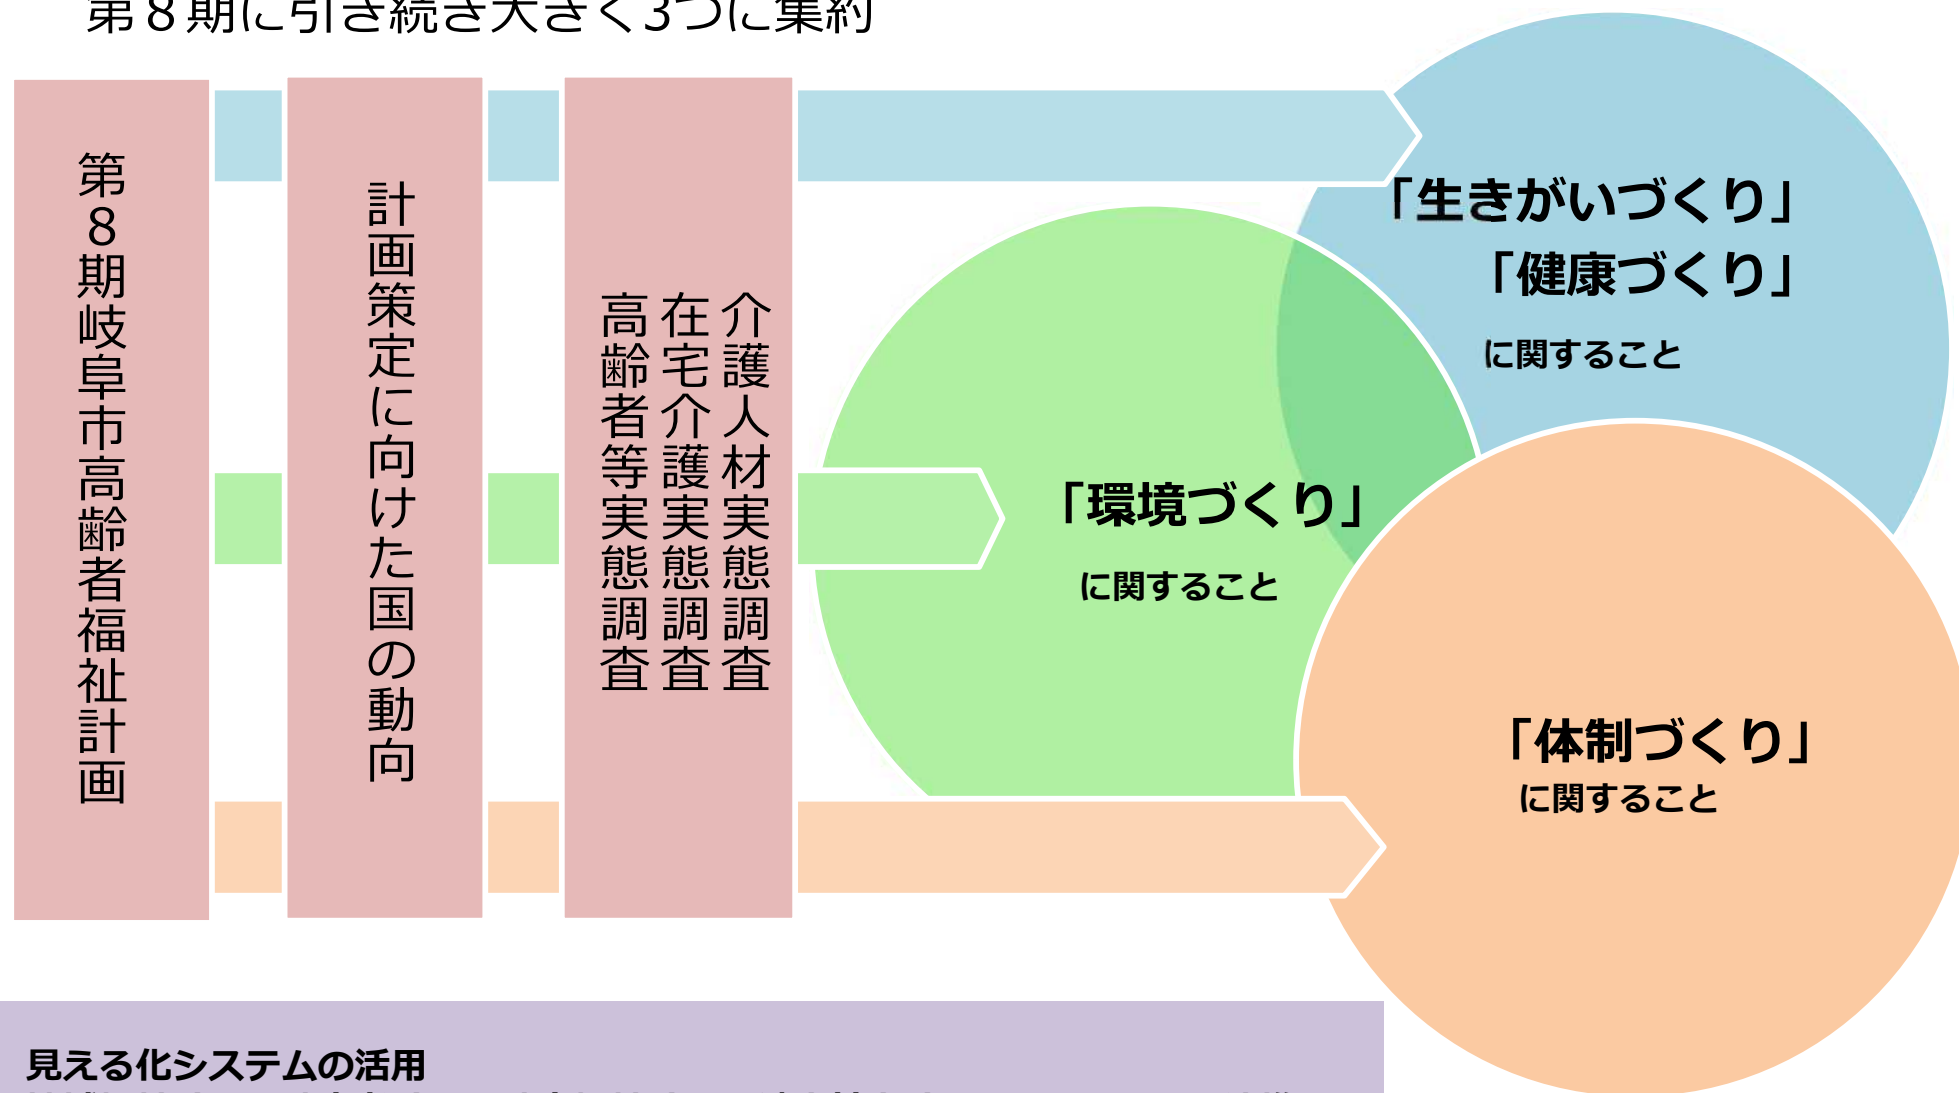 第８期に引き続き大きく3つに集約
第８期岐阜市高齢者福祉計画
計画策定に向けた国の動向
介護人材実態調査
在宅介護実態調査
高齢者等実態調査
「生きがいづくり」
「健康づくり」
に関すること
「環境づくり」
に関すること
「体制づくり」
に関すること
見える化システムの活用